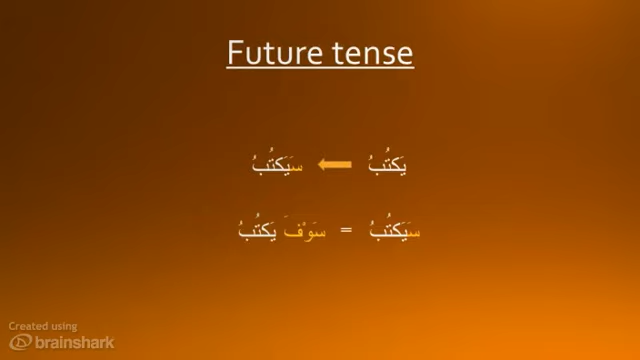 Future tense
يَكتُبُ ← سَيَكتُبُ
سَيَكتُبُ = سَوْفَ يَكتُبُ
Created using
brainshark